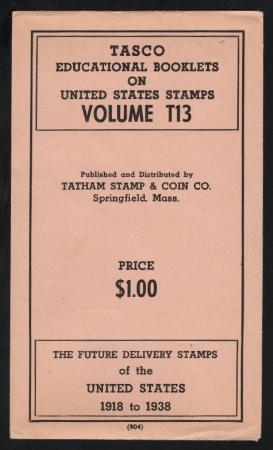 TASCO
EDUCATIONAL BOOKLETS
ON
UNITED STATES STAMPS
VOLUME T13
Published and Distributed by
TATHAM STAMP & COIN CO.
Springfield, Mass.
PRICE
$1.00
THE FUTURE DELIVERY STAMPS
of the
UNITED STATES
1918 to 1938
(804)